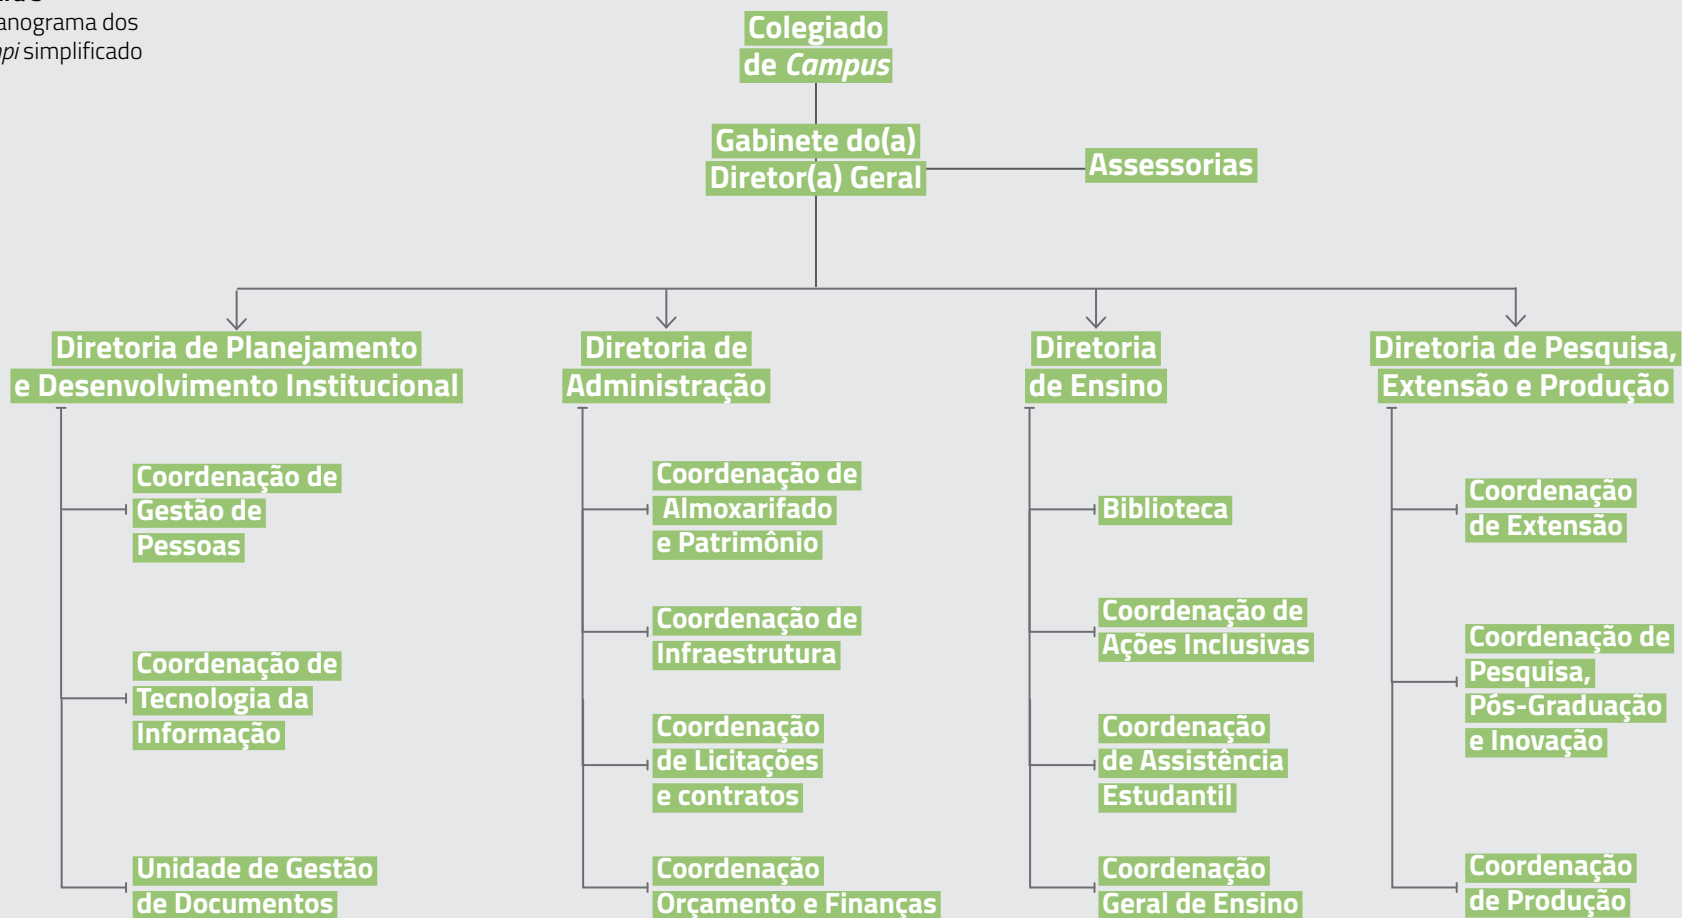 anograma dos
pi simplificado
Colegiado
de Campus
Gabinete do(a)
Diretor(a) Geral
Assessorias
Diretoria de Planejamento
e Desenvolvimento Institucional
Diretoria de
Administração
Diretoria
de Ensino
Diretoria de Pesquisa,
Extensão e Produção
Coordenação de
Gestão de
Pessoas
Coordenação de
Tecnologia da
Informação
Unidade de Gestão
de Documentos
Coordenação de
Almoxarifado
e Patrimônio
Coordenação de
Infraestrutura
Coordenação
de Licitações
e contratos
Coordenação
Orçamento e Finanças
Biblioteca
Coordenação de
Ações Inclusivas
Coordenação
de Assistência
Estudantil
Coordenação
Geral de Ensino
Coordenação
de Extensão
Coordenação de
Pesquisa,
Pós-Graduação
e Inovação
Coordenação
de Produção